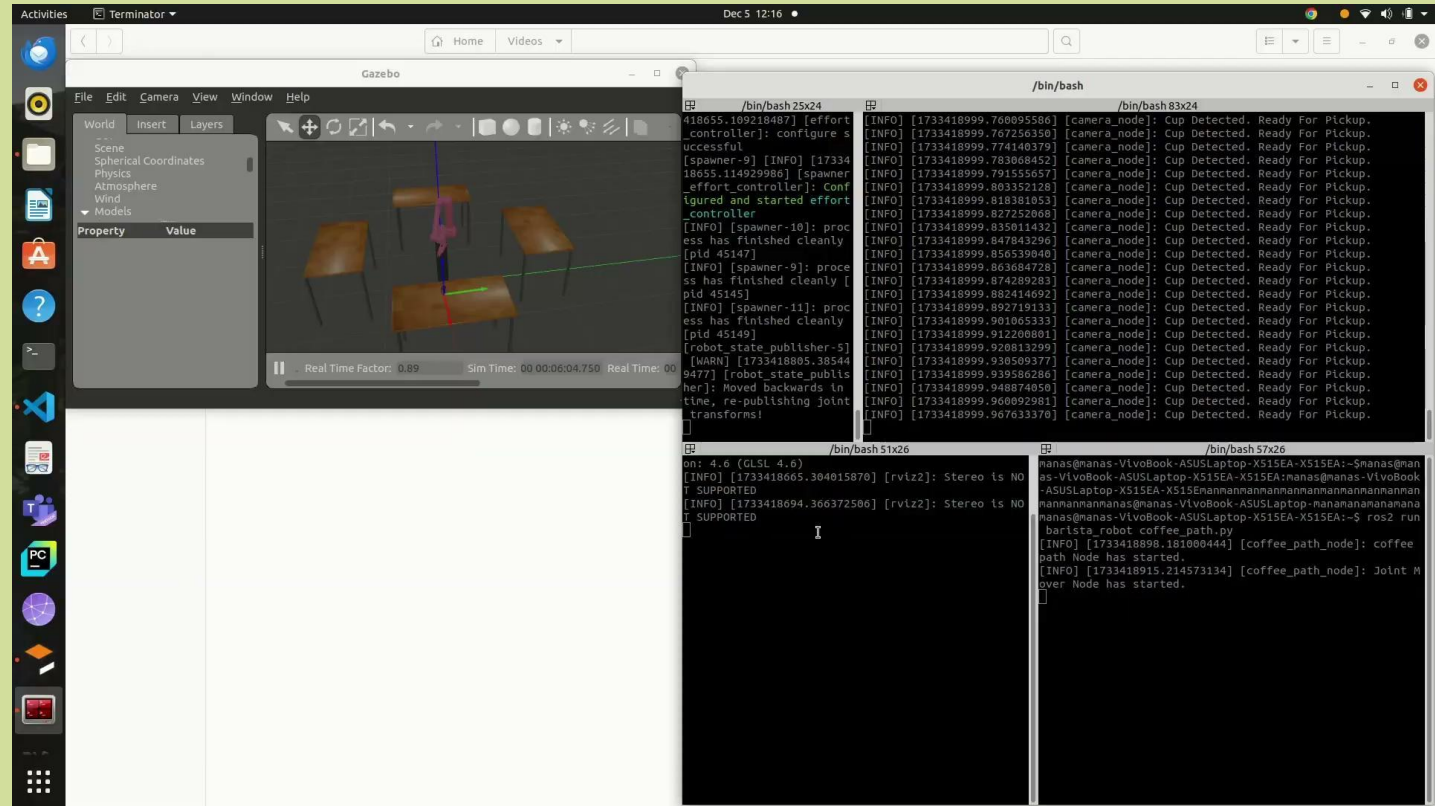 Activities
Terminator
Dec 5 12:16
Home Videos
Gazebo
File Edit Camera View Window Help
World Insert Layers
Scene
Spherical Coordinates
Physics
Atmosphere
Wind
Models
Property Value
Real Time Factor: 0.89 Sim Time: 00 00:06:04.750 Real Time: 00
/bin/bash
/bin/bash 25x24
418655.109218487] [effort
_controller]: configure s
uccessful
[spawner-9] [INFO] [17334
18655.114929986] [spawner
_effort_controller]: Conf
igured and started effort
_controller
[INFO] [spawner-10]: proc
ess has finished cleanly
[pid 45147]
[INFO] [spawner-9]: proce
ss has finished cleanly [
pid 45145]
[INFO] [spawner-11]: proc
ess has finished cleanly
[pid 45149]
[robot_state_publisher-5]
[WARN] [1733418805.38544
9477] [robot_state_publis
her]: Moved backwards in
time, re-publishing joint
_transforms!
/bin/bash 83x24
[INFO] [1733418999.760095586] [camera_node]: Cup Detected. Ready For Pickup.
[INFO] [1733418999.767256350] [camera_node]: Cup Detected. Ready For Pickup.
[INFO] [1733418999.774140379] [camera_node]: Cup Detected. Ready For Pickup.
[INFO] [1733418999.783068452] [camera_node]: Cup Detected. Ready For Pickup.
[INFO] [1733418999.791555657] [camera_node]: Cup Detected. Ready For Pickup.
[INFO] [1733418999.803352128] [camera_node]: Cup Detected. Ready For Pickup.
[INFO] [1733418999.818381053] [camera_node]: Cup Detected. Ready For Pickup.
[INFO] [1733418999.827252068] [camera_node]: Cup Detected. Ready For Pickup.
[INFO] [1733418999.835011432] [camera_node]: Cup Detected. Ready For Pickup.
[INFO] [1733418999.847843296] [camera_node]: Cup Detected. Ready For Pickup.
[INFO] [1733418999.856539040] [camera_node]: Cup Detected. Ready For Pickup.
[INFO] [1733418999.863684728] [camera_node]: Cup Detected. Ready For Pickup.
[INFO] [1733418999.874289283] [camera_node]: Cup Detected. Ready For Pickup.
[INFO] [1733418999.882414692] [camera_node]: Cup Detected. Ready For Pickup.
[INFO] [1733418999.892719133] [camera_node]: Cup Detected. Ready For Pickup.
[INFO] [1733418999.901065333] [camera_node]: Cup Detected. Ready For Pickup.
[INFO] [1733418999.912200801] [camera_node]: Cup Detected. Ready For Pickup.
[INFO] [1733418999.920813299] [camera_node]: Cup Detected. Ready For Pickup.
[INFO] [1733418999.930509377] [camera_node]: Cup Detected. Ready For Pickup.
[INFO] [1733418999.939586286] [camera_node]: Cup Detected. Ready For Pickup.
[INFO] [1733418999.948874050] [camera_node]: Cup Detected. Ready For Pickup.
[INFO] [1733418999.960092981] [camera_node]: Cup Detected. Ready For Pickup.
[INFO] [1733418999.967633370] [camera_node]: Cup Detected. Ready For Pickup.
/bin/bash 51x26
on: 4.6 (GLSL 4.6)
[INFO] [1733418665.304015870] [rviz2]: Stereo is NO
T SUPPORTED
[INFO] [1733418694.366372506] [rviz2]: Stereo is NO
T SUPPORTED
/bin/bash 57x26
manas@manas-VivoBook-ASUSLaptop-X515EA-X515EA:~$manas@man
as-VivoBook-ASUSLaptop-X515EA-X515EA:manas@manas-VivoBook
-ASUSLaptop-X515EA-X515EmanmanmanmanmanmanmanmanmanmanmanmanmanmanMan
manmanmanmanas-VivoBook-ASUSLaptop-manamanamanamanamanama
manas@manas-VivoBook-ASUSLaptop-X515EA-X515EA:~$ ros2 run
barista_robot coffee_path.py
[INFO] [1733418898.181000444] [coffee_path_node]: coffee
path Node has started.
[INFO] [1733418915.214573134] [coffee_path_node]: Joint M
over Node has started.
PC